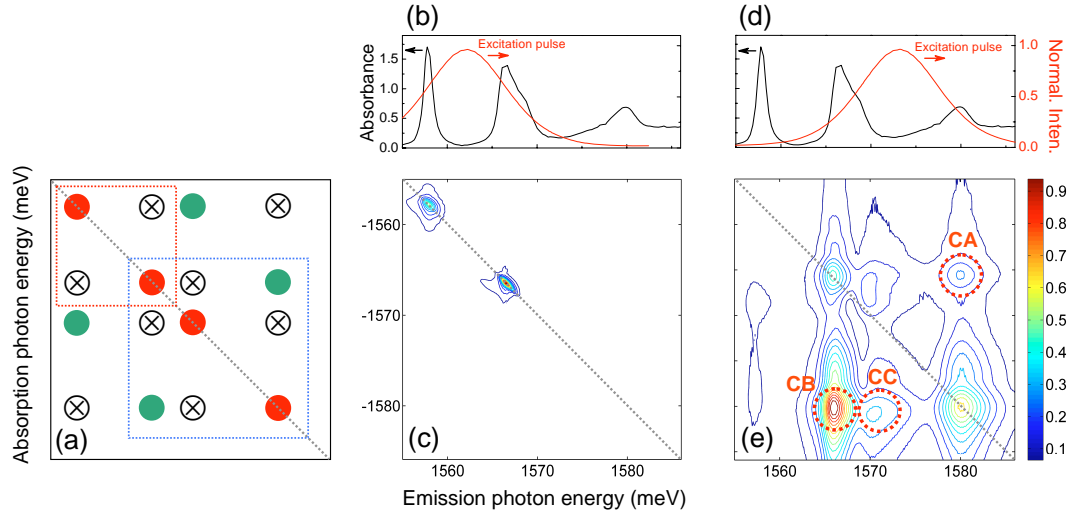 (b)
(d)
Absorbance
1.5
1.0
0.5
0.0
Excitation pulse
Excitation pulse
1.0
0.5
0.0
Normal. Inten.
Absorption photon energy (meV)
(a)
-1560
-1570
-1580
(c)
1560
1570
1580
CA
CB
CC
(e)
1560
1570
1580
0.9
0.8
0.7
0.6
0.5
0.4
0.3
0.2
0.1
Emission photon energy (meV)